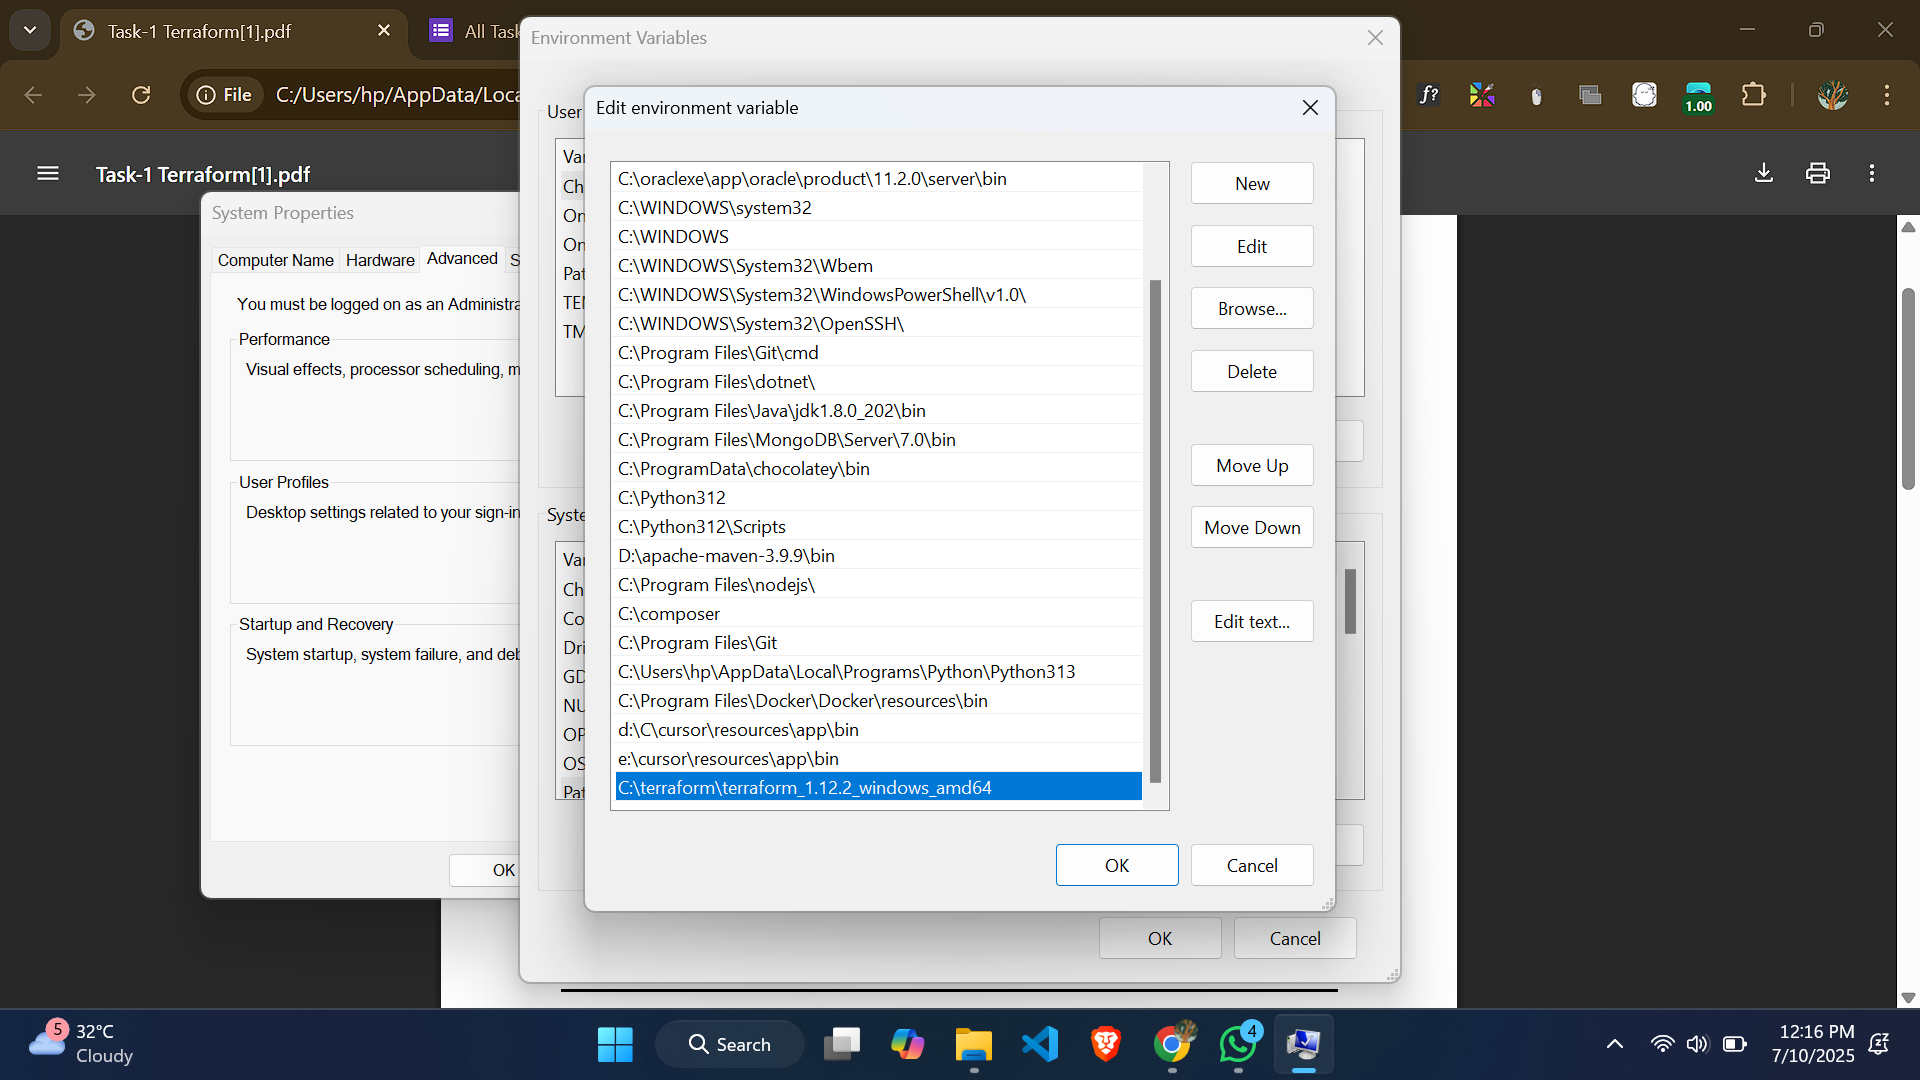 Task-1 Terraform[1].pdf
All Task
Environment Variables
File
C:/Users/hp/AppData/Loca
1.00
Edit environment variable
User
Task-1 Terraform[1].pdf
System Properties
Computer Name
Hardware
Advanced
You must be logged on as an Administra
Performance
Visual effects, processor scheduling, m
User Profiles
Desktop settings related to your sign-in
Startup and Recovery
System startup, system failure, and deb
OK
Var
Ch
On
On
Pat
TEM
TM
Syste
Var
Ch
Co
Dri
GD
NU
OP
OS
Pat
C:\oraclexe\app\oracle\product\11.2.0\server\bin
C:\WINDOWS\system32
C:\WINDOWS
C:\WINDOWS\System32\Wbem
C:\WINDOWS\System32\WindowsPowerShell\v1.0\
C:\WINDOWS\System32\OpenSSH\
C:\Program Files\Git\cmd
C:\Program Files\dotnet\
C:\Program Files\Java\jdk1.8.0_202\bin
C:\Program Files\MongoDB\Server\7.0\bin
C:\ProgramData\chocolatey\bin
C:\Python312
C:\Python312\Scripts
D:\apache-maven-3.9.9\bin
C:\Program Files\nodejs\
C:\composer
C:\Program Files\Git
C:\Users\hp\AppData\Local\Programs\Python\Python313
C:\Program Files\Docker\Docker\resources\bin
d:\C\cursor\resources\app\bin
e:\cursor\resources\app\bin
C:\terraform\terraform_1.12.2_windows_amd64
New
Edit
Browse...
Delete
Move Up
Move Down
Edit text...
OK
Cancel
OK
Cancel
5
32°C
Cloudy
Search
4
12:16 PM
7/10/2025